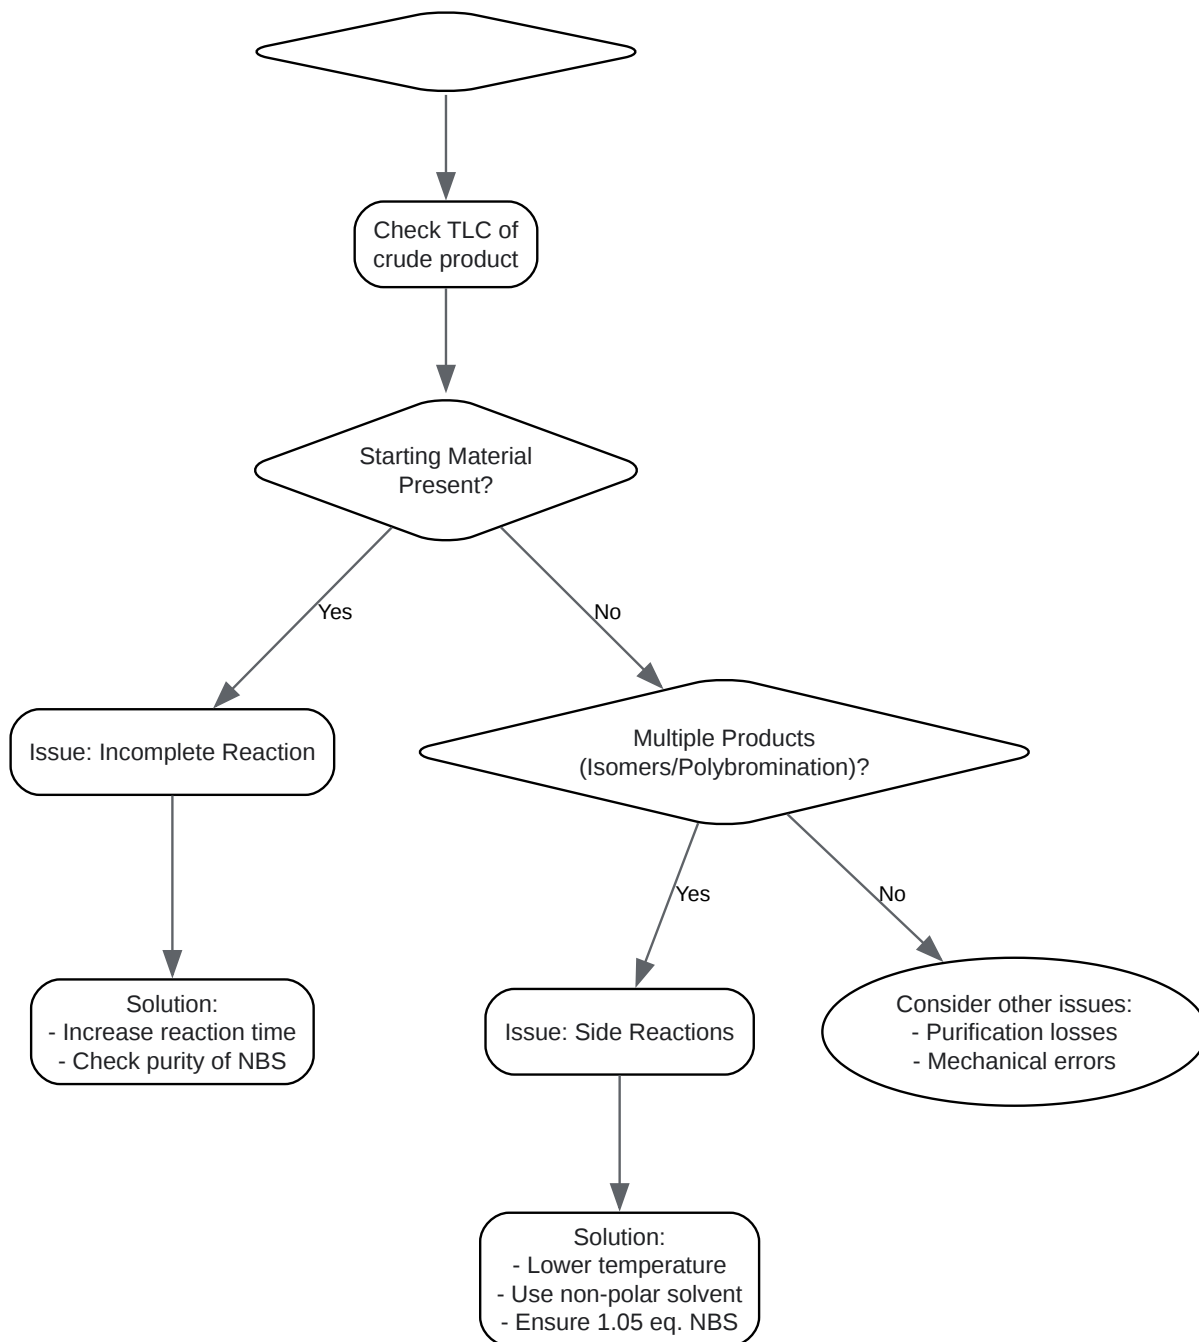 Check TLC of
crude product
Starting Material
Present?
Yes
No
Issue: Incomplete Reaction
Multiple Products
(Isomers/Polybromination)?
Yes
No
Solution:
- Increase reaction time
- Check purity of NBS
Issue: Side Reactions
Consider other issues:
- Purification losses
- Mechanical errors
Solution:
- Lower temperature
- Use non-polar solvent
- Ensure 1.05 eq. NBS